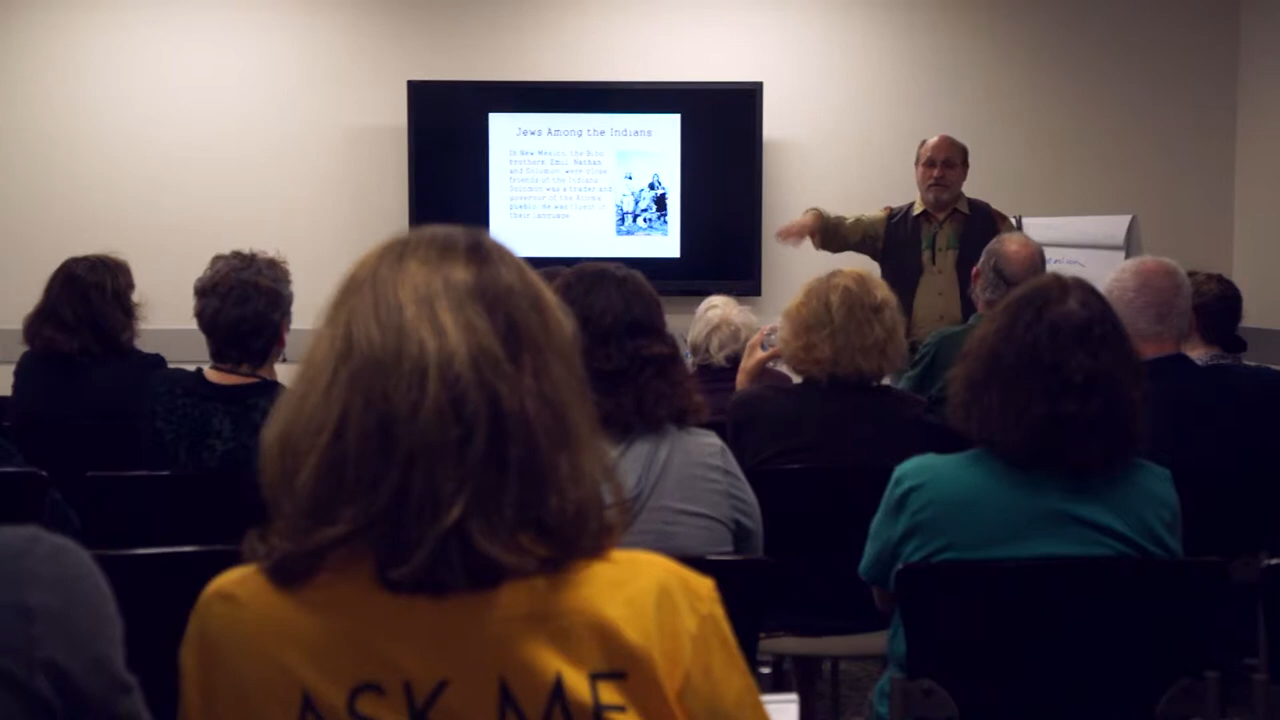 Jews Among the Indians
In New Mexico, the Bibo
brothers, Emil, Nathan
and Solomon, were close
friends of the Indians.
Solomon was a trader and
governor of the Acoma
pueblo. He was fluent in
their language.
ASK ME